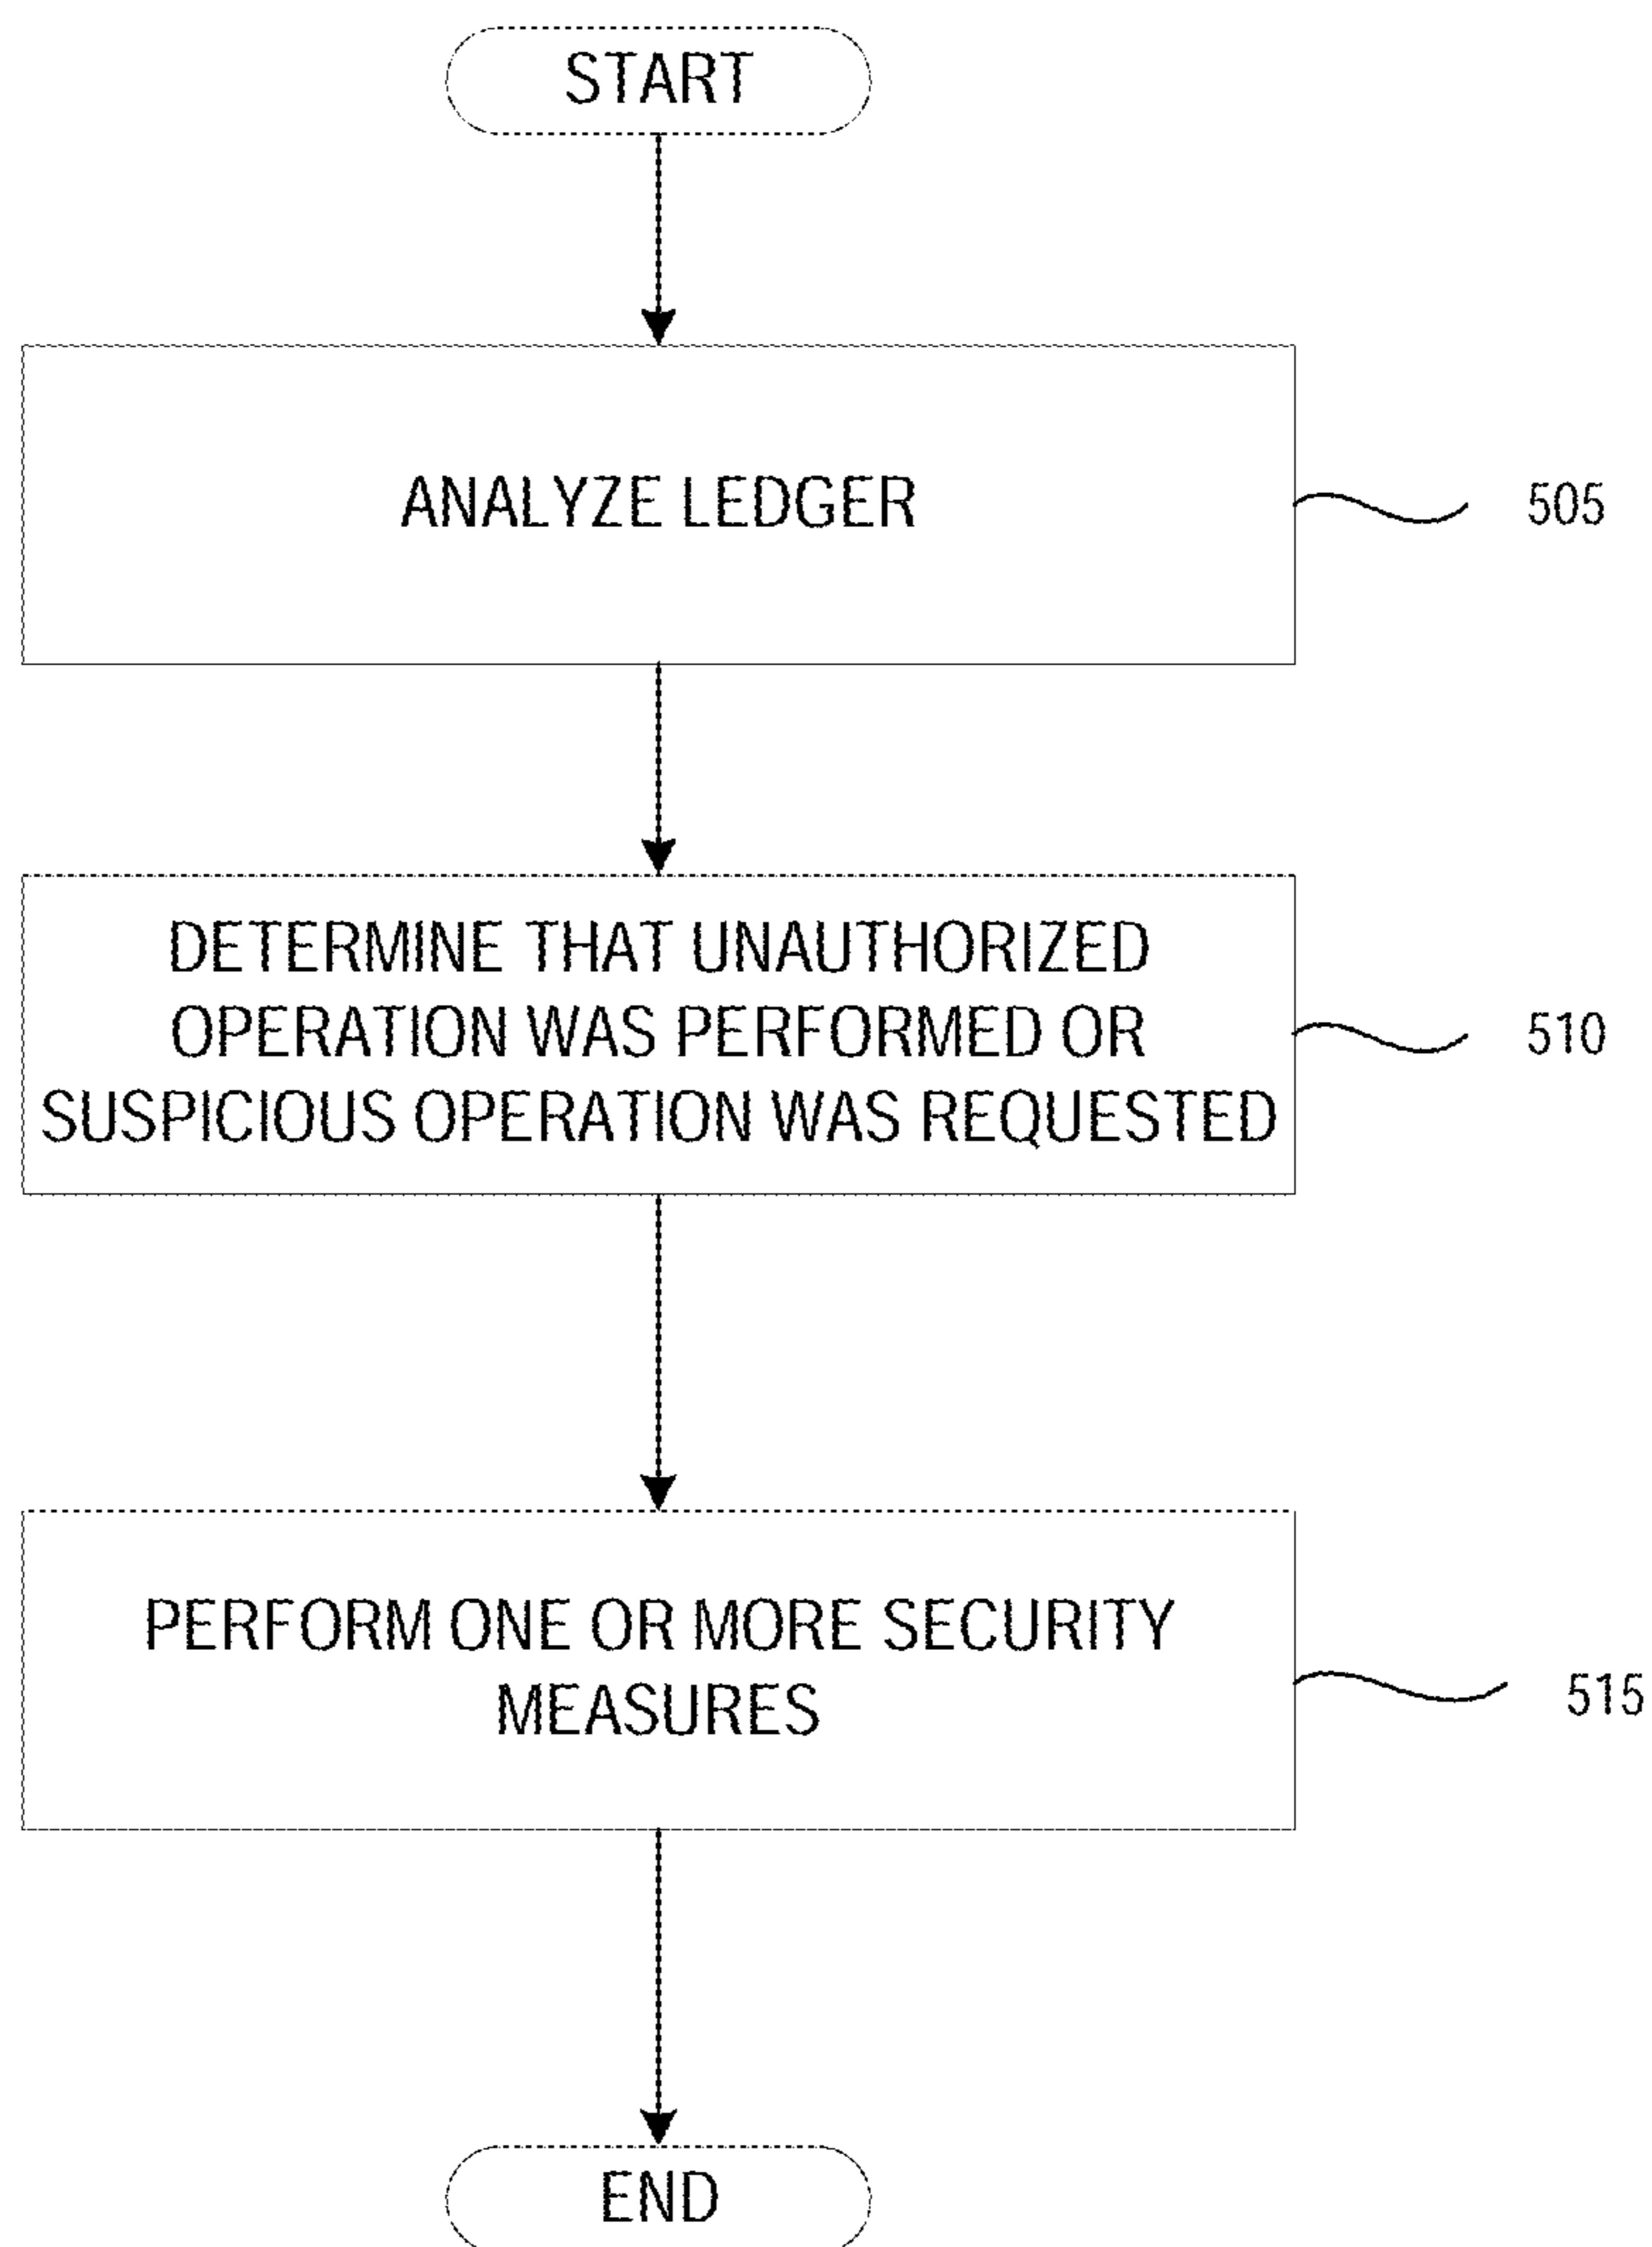 START
ANALYZE LEDGER
505
DETERMINE THAT UNAUTHORIZED
OPERATION WAS PERFORMED OR
SUSPICIOUS OPERATION WAS REQUESTED
510
PERFORM ONE OR MORE SECURITY
MEASURES
515
END